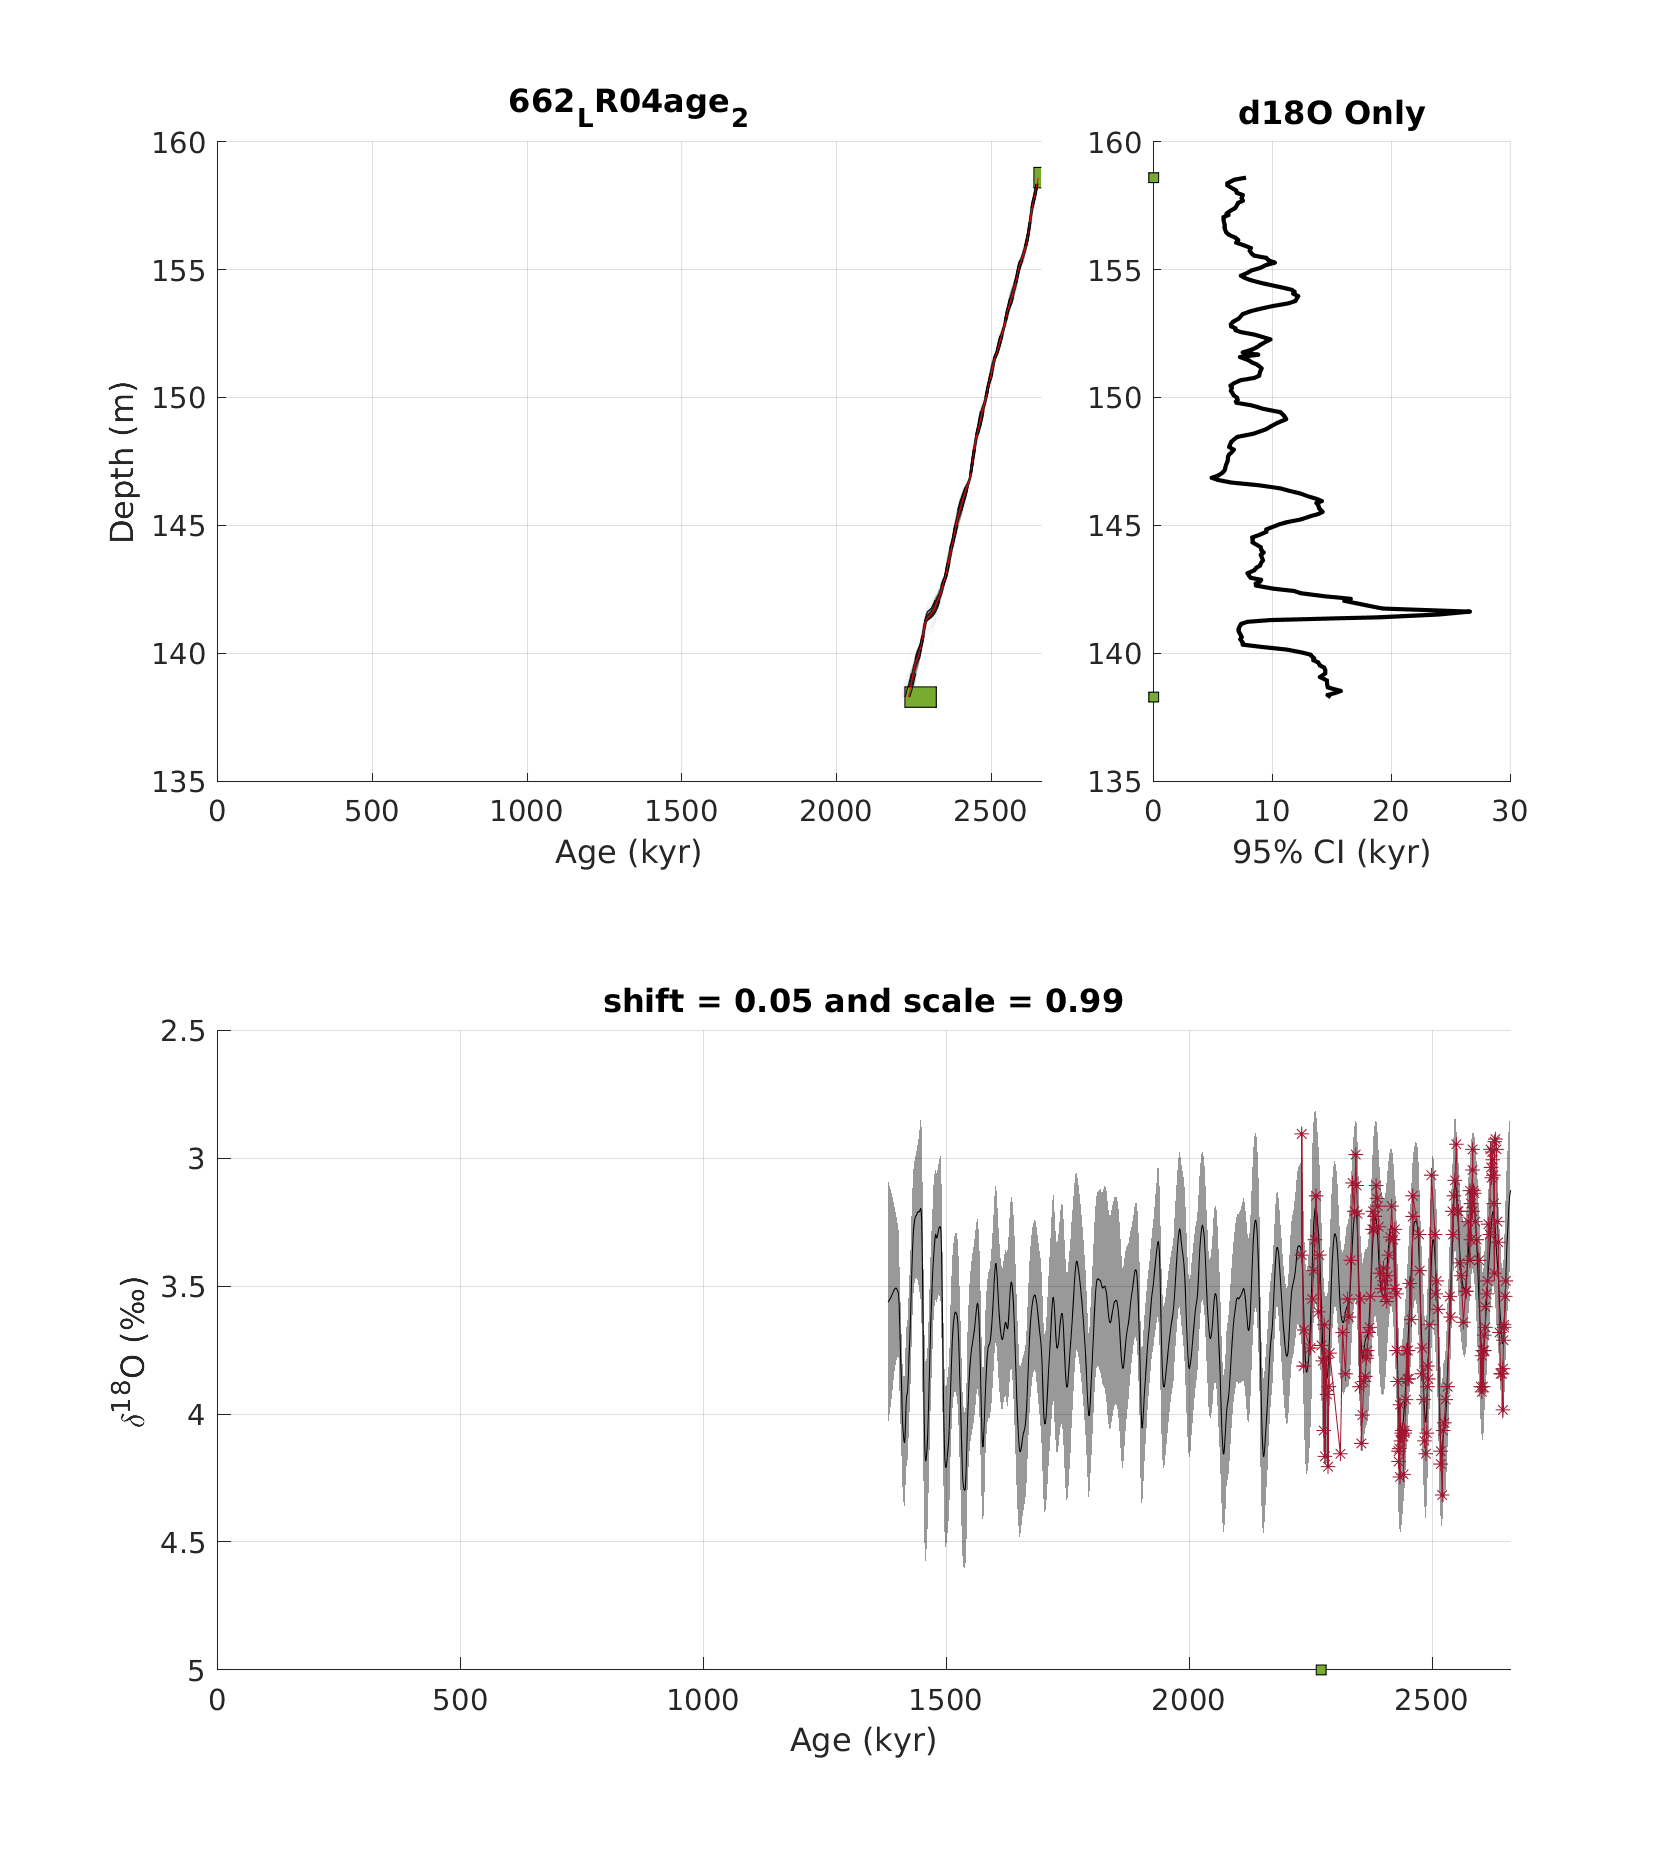 662_LR04age_2
160
155
150
145
140
135
Depth (m)
0 500 1000 1500 2000 2500
Age (kyr)
d18O Only
160
155
150
145
140
135
0 10 20 30
95% CI (kyr)
shift = 0.05 and scale = 0.99
2.5
3
3.5
4
4.5
5
δ¹⁸O (‰)
0 500 1000 1500 2000 2500
Age (kyr)